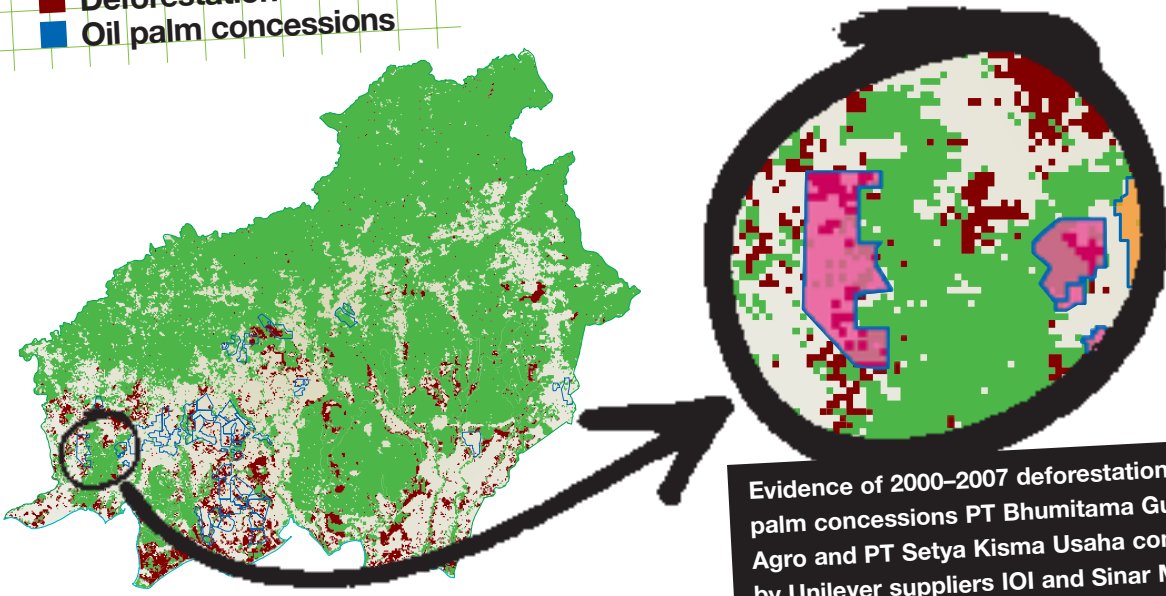 Deforestation
Oil palm concessions
Evidence of 2000–2007 deforestation
palm concessions PT Bhumitama
Agro and PT Setya Kisma Usaha
by Unilever suppliers IOI and Sinar